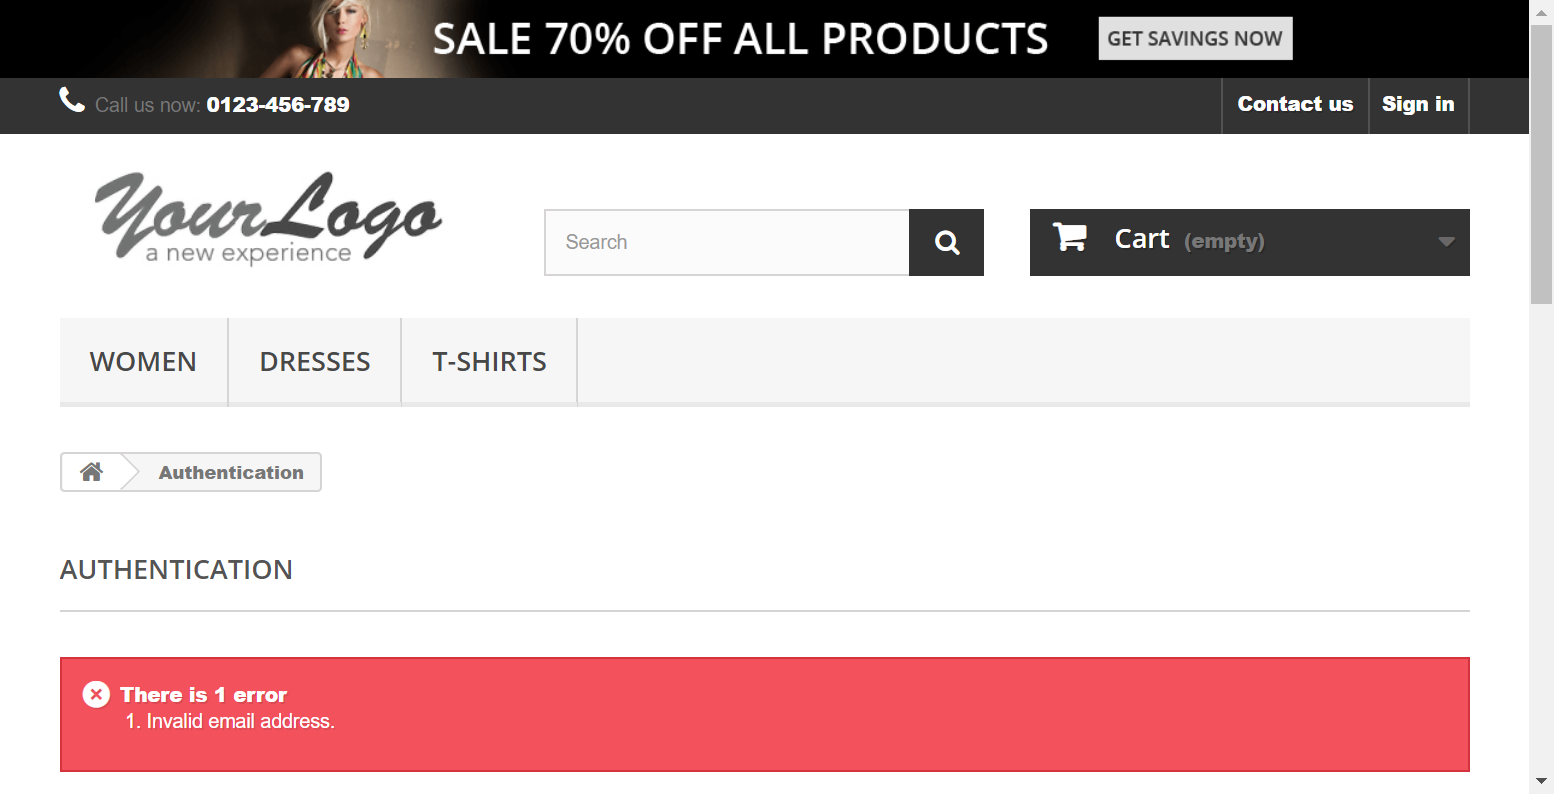 SALE 70% OFF ALL PRODUCTS GET SAVINGS NOW
Call us now: 0123-456-789 Contact us Sign in
YourLogo
a new experience
Search
Cart (empty)
WOMEN DRESSES T-SHIRTS
Authentication
AUTHENTICATION
There is 1 error
1. Invalid email address.